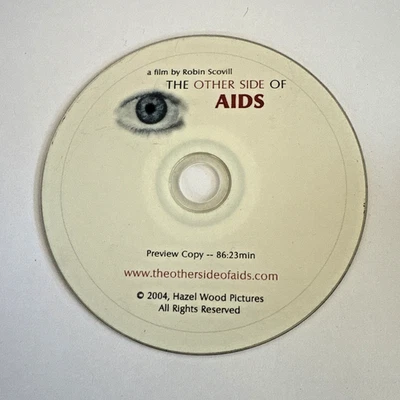 a film by Robin Scovill
THE OTHER SIDE OF
AIDS
Preview Copy -- 86:23min
www.theothersideofaids.com
© 2004, Hazel Wood Pictures
All Rights Reserved